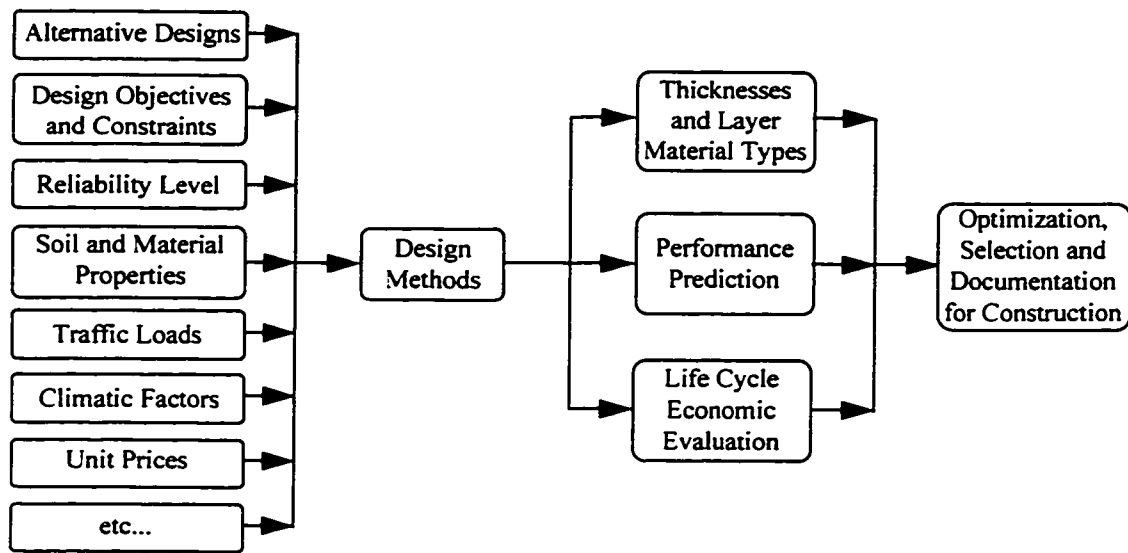 Alternative Designs
Design Objectives
and Constraints
Reliability Level
Soil and Material
Properties
Traffic Loads
Climatic Factors
Unit Prices
etc...
Design
Methods
Thicknesses
and Layer
Material Types
Performance
Prediction
Life Cycle
Economic
Evaluation
Optimization,
Selection and
Documentation
for Construction